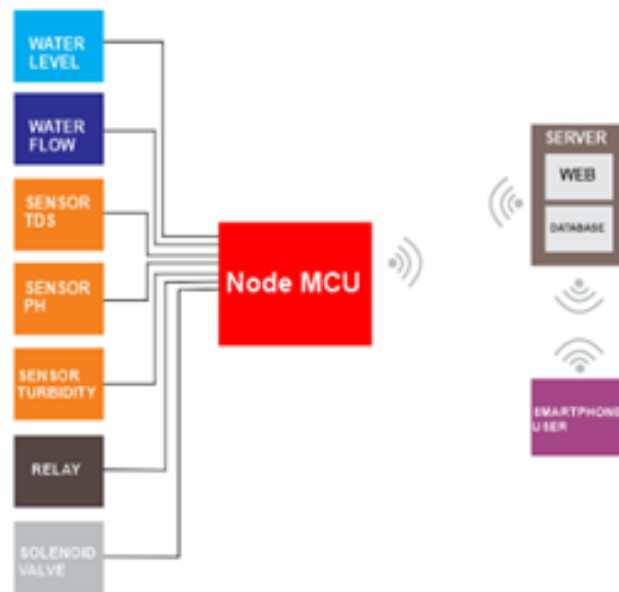 WATER
LEVEL
WATER
FLOW
SENSOR
TDS
SENSOR
PH
SENSOR
TURBIDITY
RELAY
SOLENOID
VALVE
Node MCU
SERVER
WEB
DATABASE
SMARTPHONE
USER